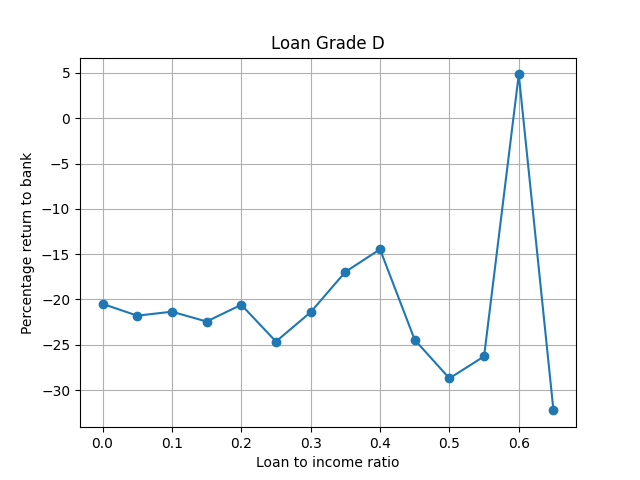 Loan Grade D
Percentage return to bank
5
0
−5
−10
−15
−20
−25
−30
0.0 0.1 0.2 0.3 0.4 0.5 0.6
Loan to income ratio